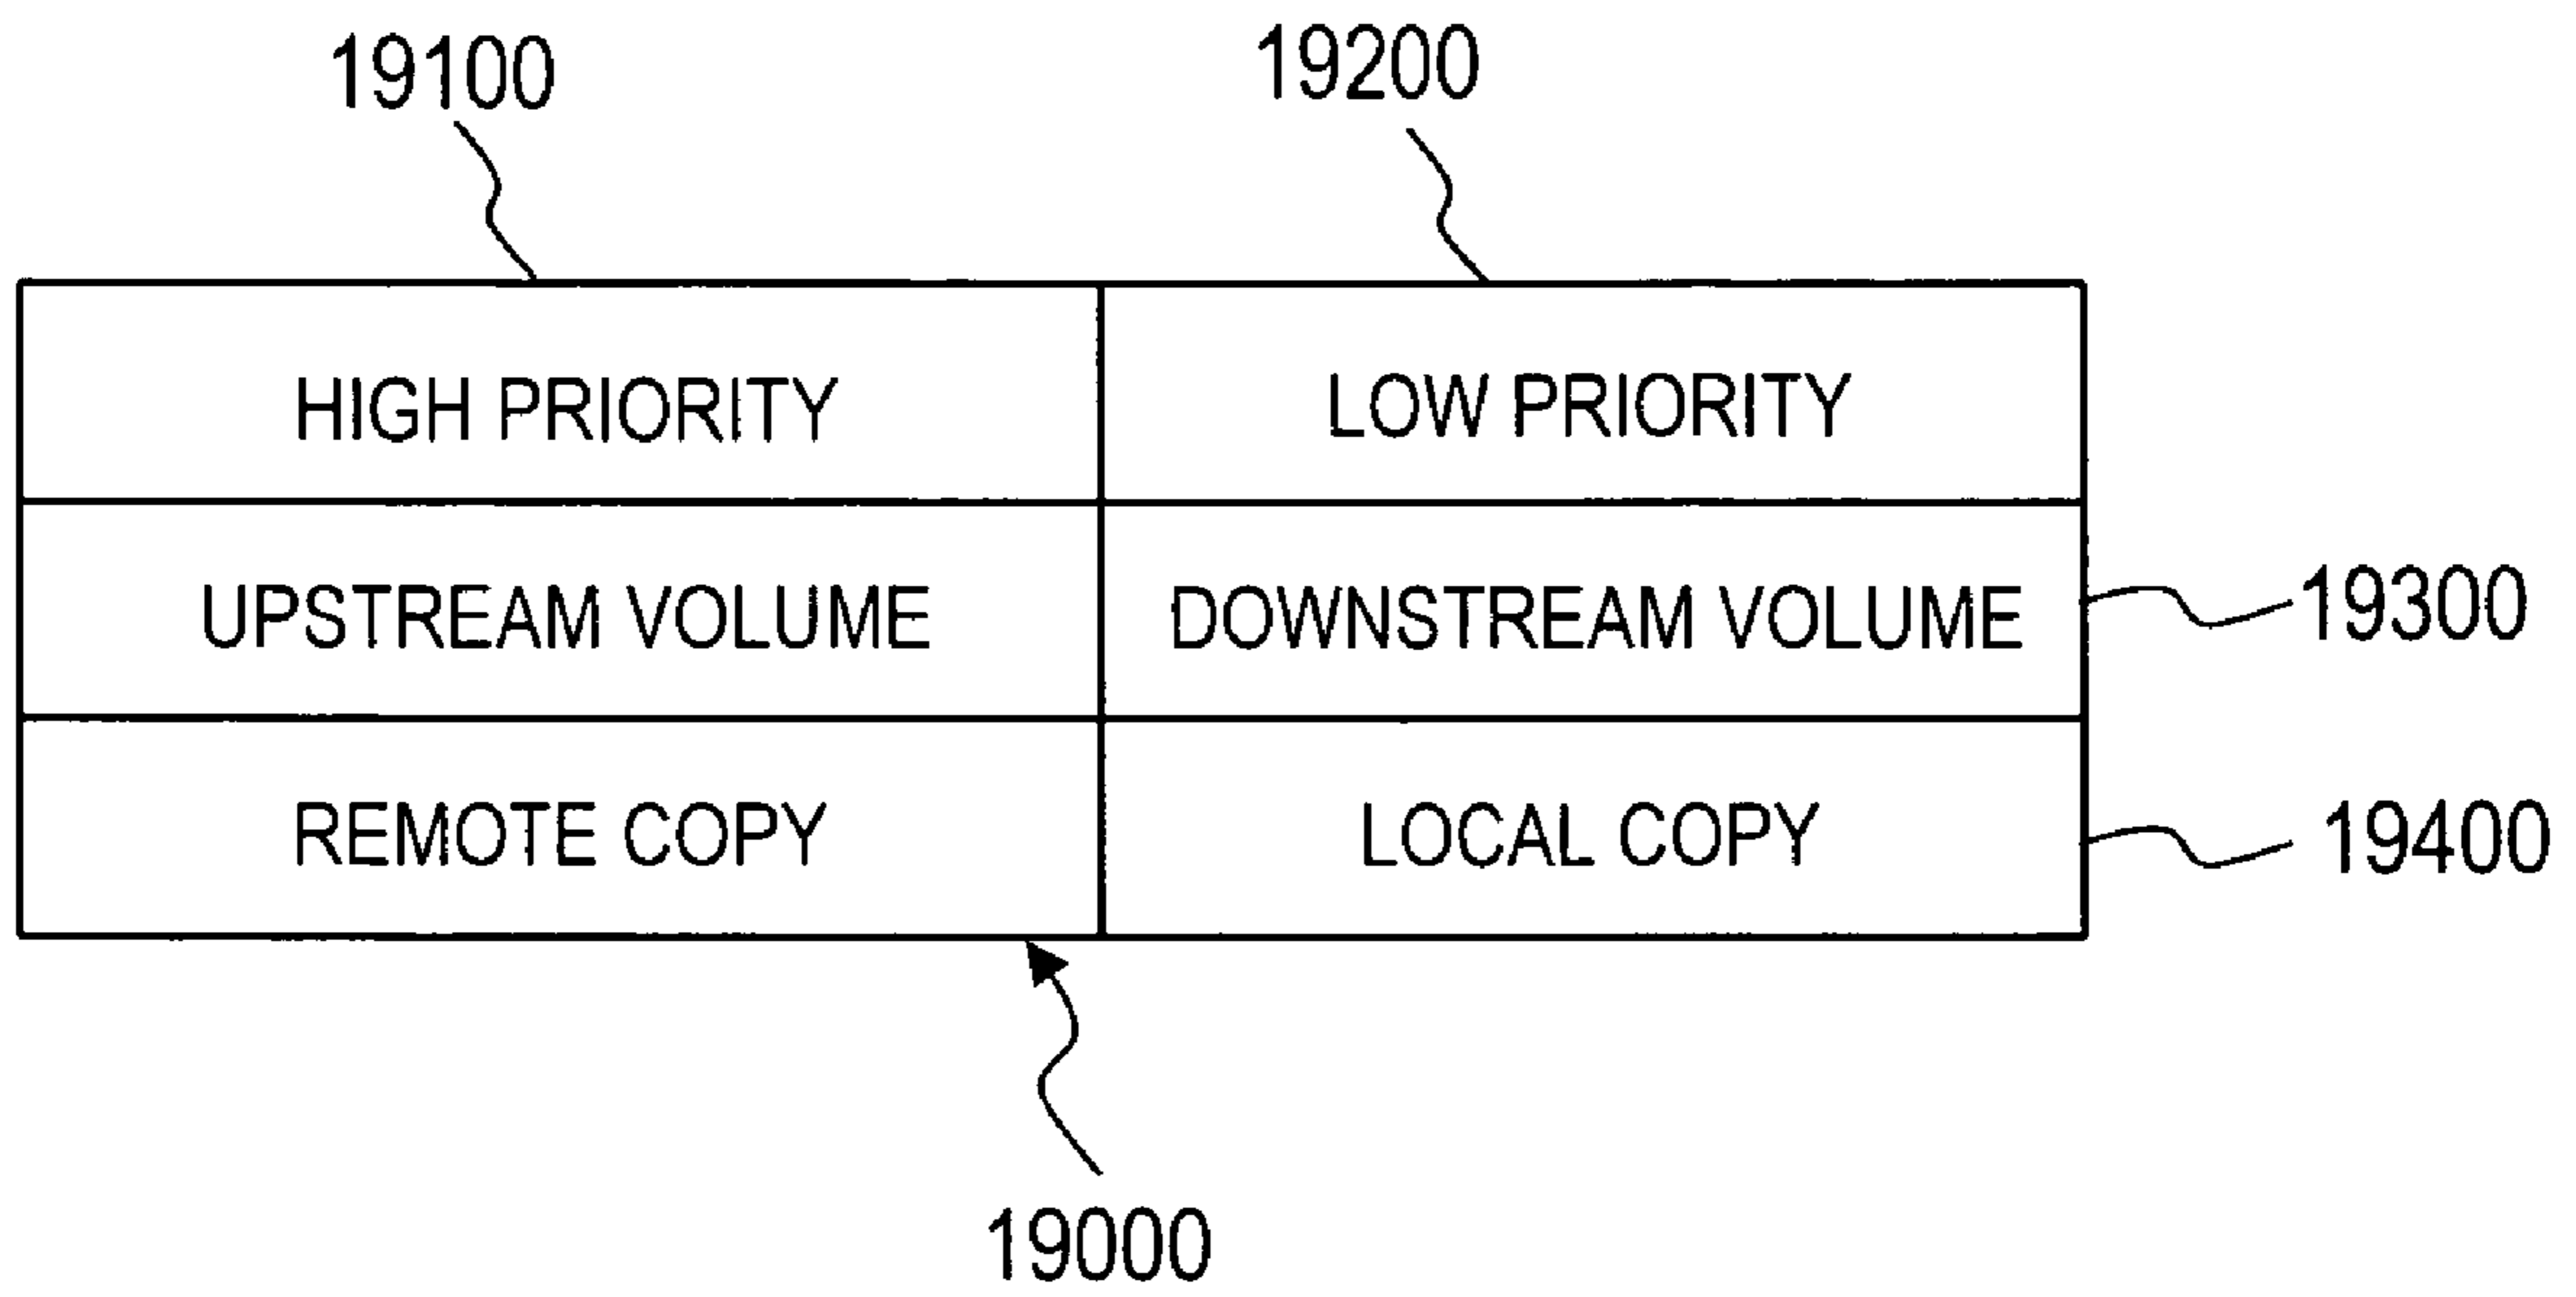 19100 19200
HIGH PRIORITY LOW PRIORITY
UPSTREAM VOLUME DOWNSTREAM VOLUME 19300
REMOTE COPY LOCAL COPY 19400
19000